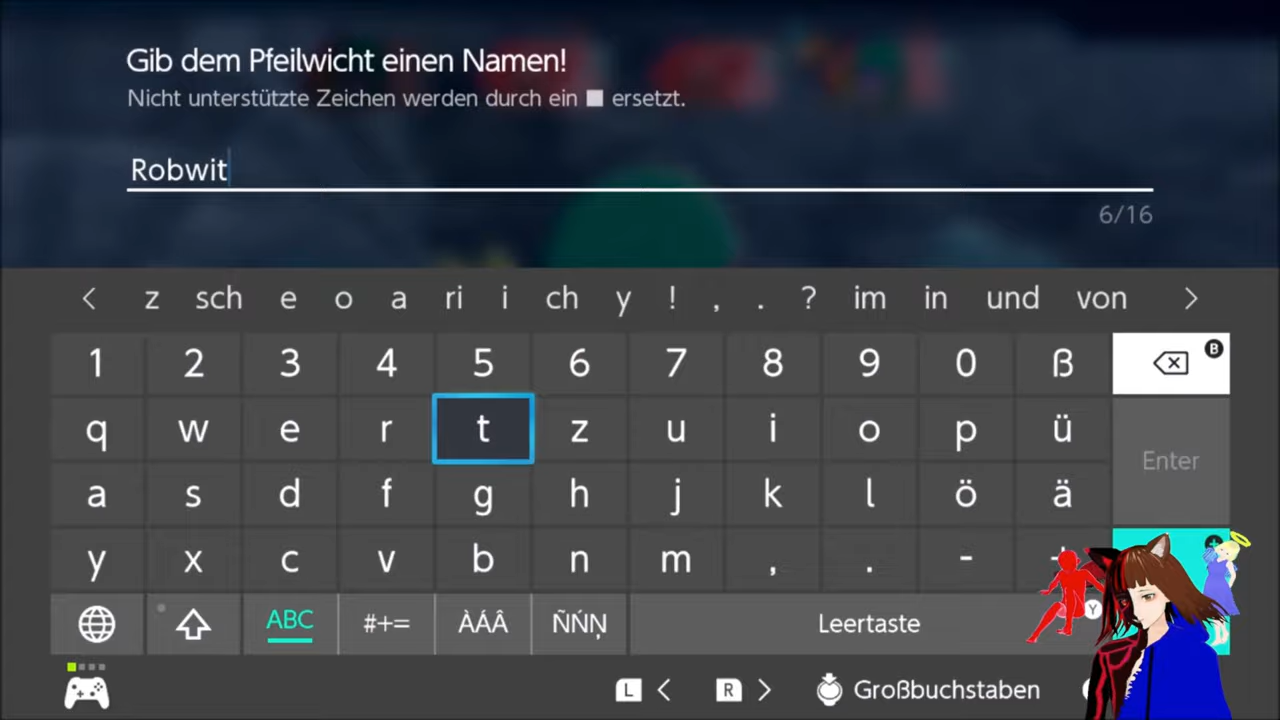 Gib dem Pfeilwicht einen Namen!
Nicht unterstützte Zeichen werden durch ein ■ ersetzt.
Robwit
6/16
< z sch e o a ri i ch y ! , . ? im in und von >
1 2 3 4 5 6 7 8 9 0 ß B
q w e r t z u i o p ü
Enter
a s d f g h j k l ö ä
y x c v b n m , . - +
ABC #+= ÀÁÂ ÑŃŅ Leertaste Y
L < R > Großbuchstaben